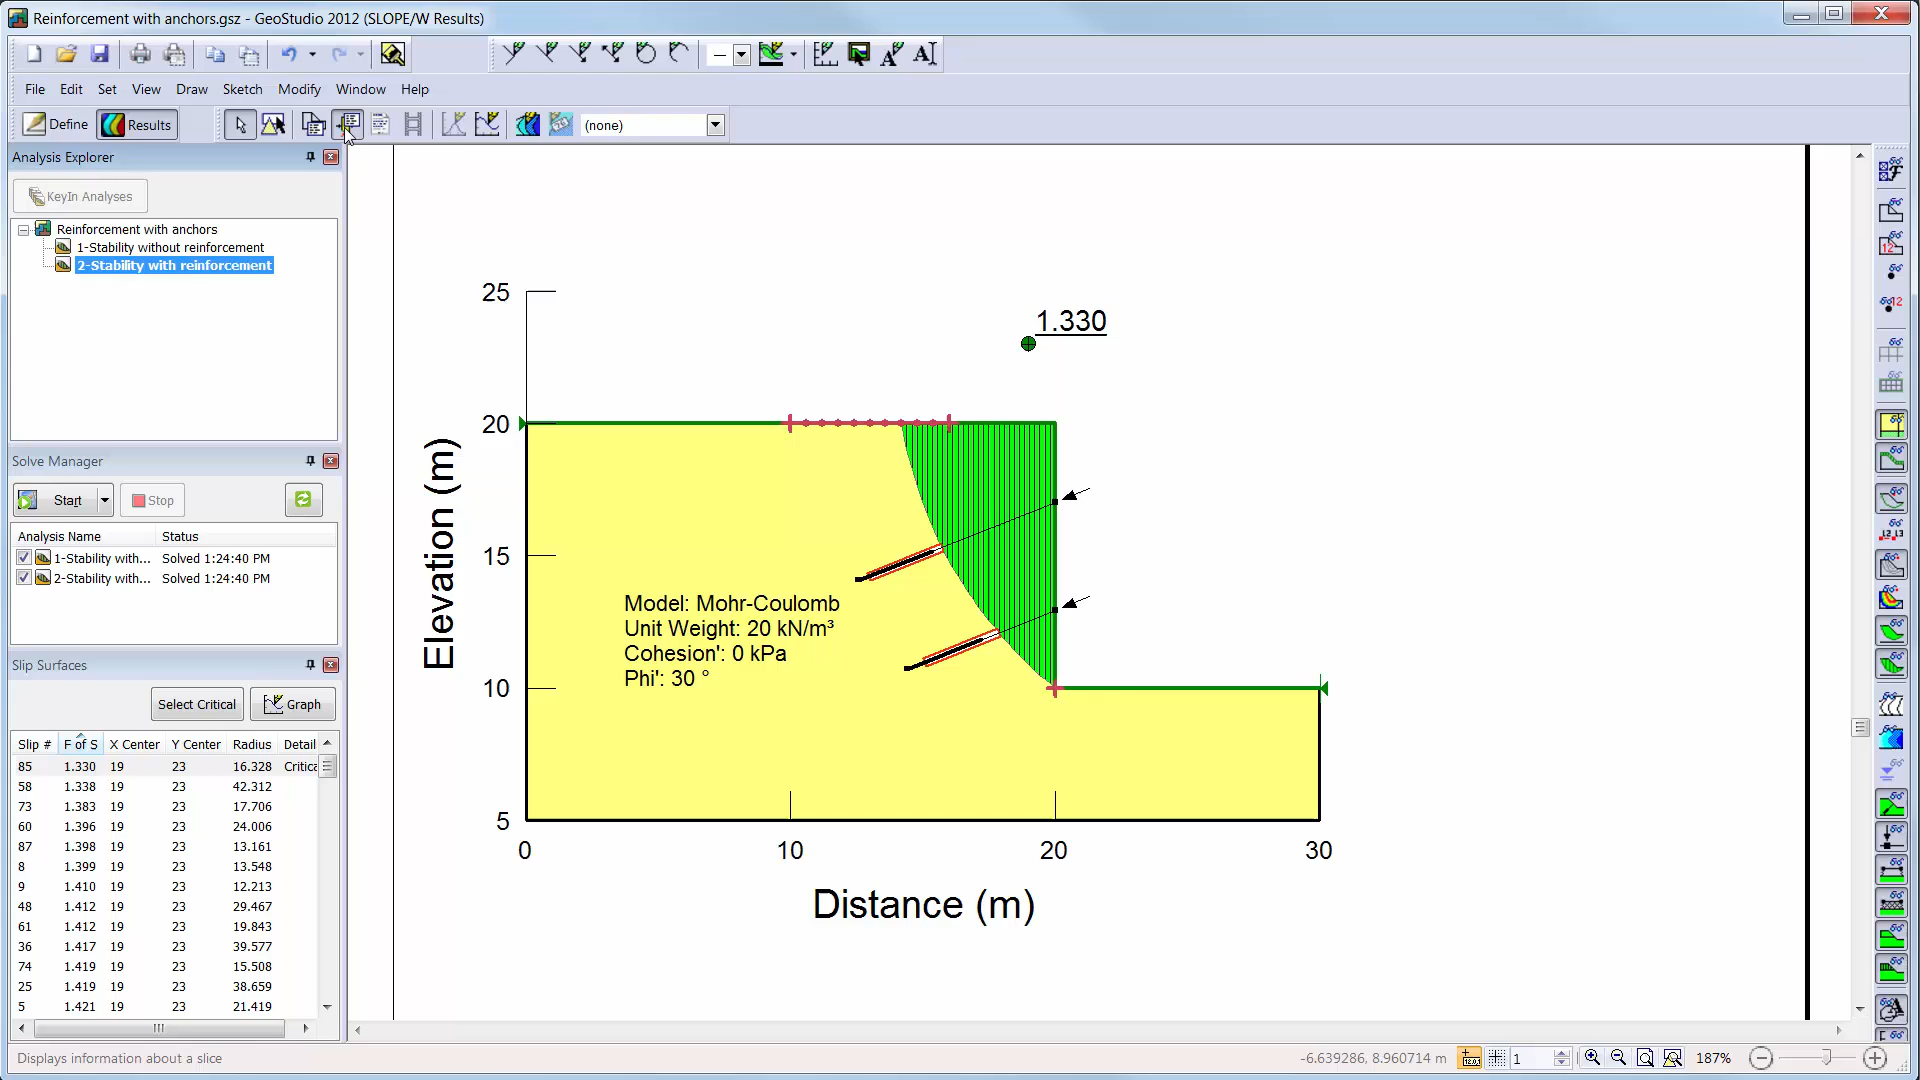 Reinforcement with anchors.gsz - GeoStudio 2012 (SLOPE/W Results)
File Edit Set View Draw Sketch Modify Window Help
Define Results (none)
Analysis Explorer
KeyIn Analyses
Reinforcement with anchors
1-Stability without reinforcement
2-Stability with reinforcement
Solve Manager
Start Stop
Analysis Name Status
1-Stability with... Solved 1:24:40 PM
2-Stability with... Solved 1:24:40 PM
Slip Surfaces
Select Critical Graph
Slip # F of S X Center Y Center Radius Detail
85 1.330 19 23 16.328 Critica
58 1.338 19 23 42.312
73 1.383 19 23 17.706
60 1.396 19 23 24.006
87 1.398 19 23 13.161
8 1.399 19 23 13.548
9 1.410 19 23 12.213
48 1.412 19 23 29.467
61 1.412 19 23 19.843
36 1.417 19 23 39.577
74 1.419 19 23 15.508
25 1.419 19 23 38.659
5 1.421 19 23 21.419
1.330
25
20
15
10
5
Elevation (m)
Model: Mohr-Coulomb
Unit Weight: 20 kN/m³
Cohesion': 0 kPa
Phi': 30 °
0 10 20 30
Distance (m)
Displays information about a slice
-6.639286, 8.960714 m 1 187%